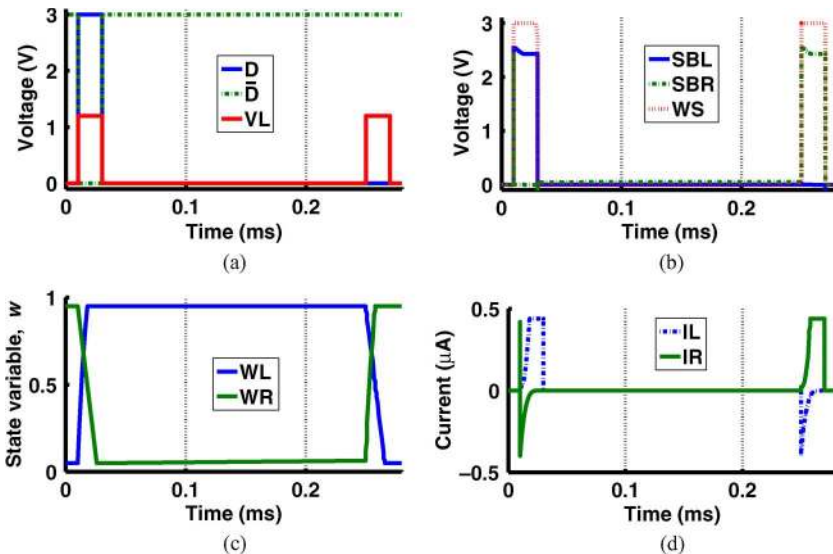 3
2
1
0
Voltage (V)
D
D̄
VL
0
0.1
0.2
Time (ms)
(a)
3
2
1
0
Voltage (V)
SBL
SBR
WS
0
0.1
0.2
Time (ms)
(b)
1
0.5
0
State variable, w
WL
WR
0
0.1
0.2
Time (ms)
(c)
0.5
0
−0.5
Current (μA)
IL
IR
0
0.1
0.2
Time (ms)
(d)